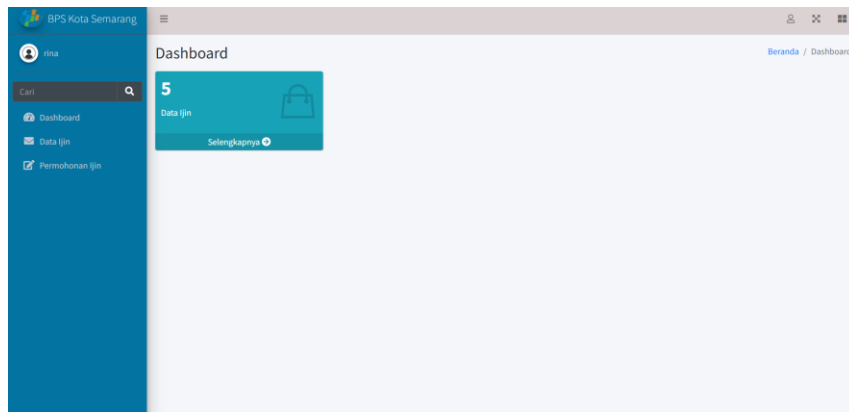 BPS Kota Semarang
rina
Cari
Dashboard
Data Ijin
Permohonan Ijin
Dashboard
Beranda / Dashboard
5
Data Ijin
Selengkapnya